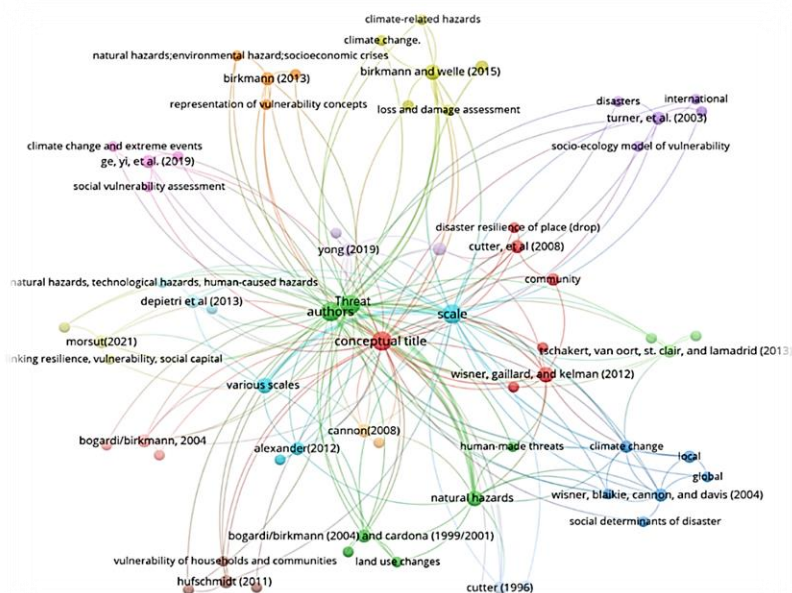 climate-related hazards
climate change.
natural hazards;environmental hazard;socioeconomic crises
birkmann (2013)
birkmann and welle (2015)
representation of vulnerability concepts
loss and damage assessment
disasters
international
turner, et al. (2003)
socio-ecology model of vulnerability
climate change and extreme events
ge, yi, et al. (2019)
social vulnerability assessment
yong (2019)
disaster resilience of place (drop)
cutter, et al (2008)
community
natural hazards, technological hazards, human-caused hazards
depietri et al (2013)
Threat
authors
scale
morsut(2021)
conceptual title
tschakert, van oort, st. clair, and lamadrid (2013)
inking resilience, vulnerability, social capital
wisner, gaillard, and kelman (2012)
various scales
cannon(2008)
bogardi/birkmann, 2004
alexander(2012)
human-made threats
climate change
local
global
natural hazards
wisner, blaikie, cannon, and davis (2004)
social determinants of disaster
bogardi/birkmann (2004) and cardona (1999/2001)
vulnerability of households and communities
land use changes
hufschmidt (2011)
cutter (1996)